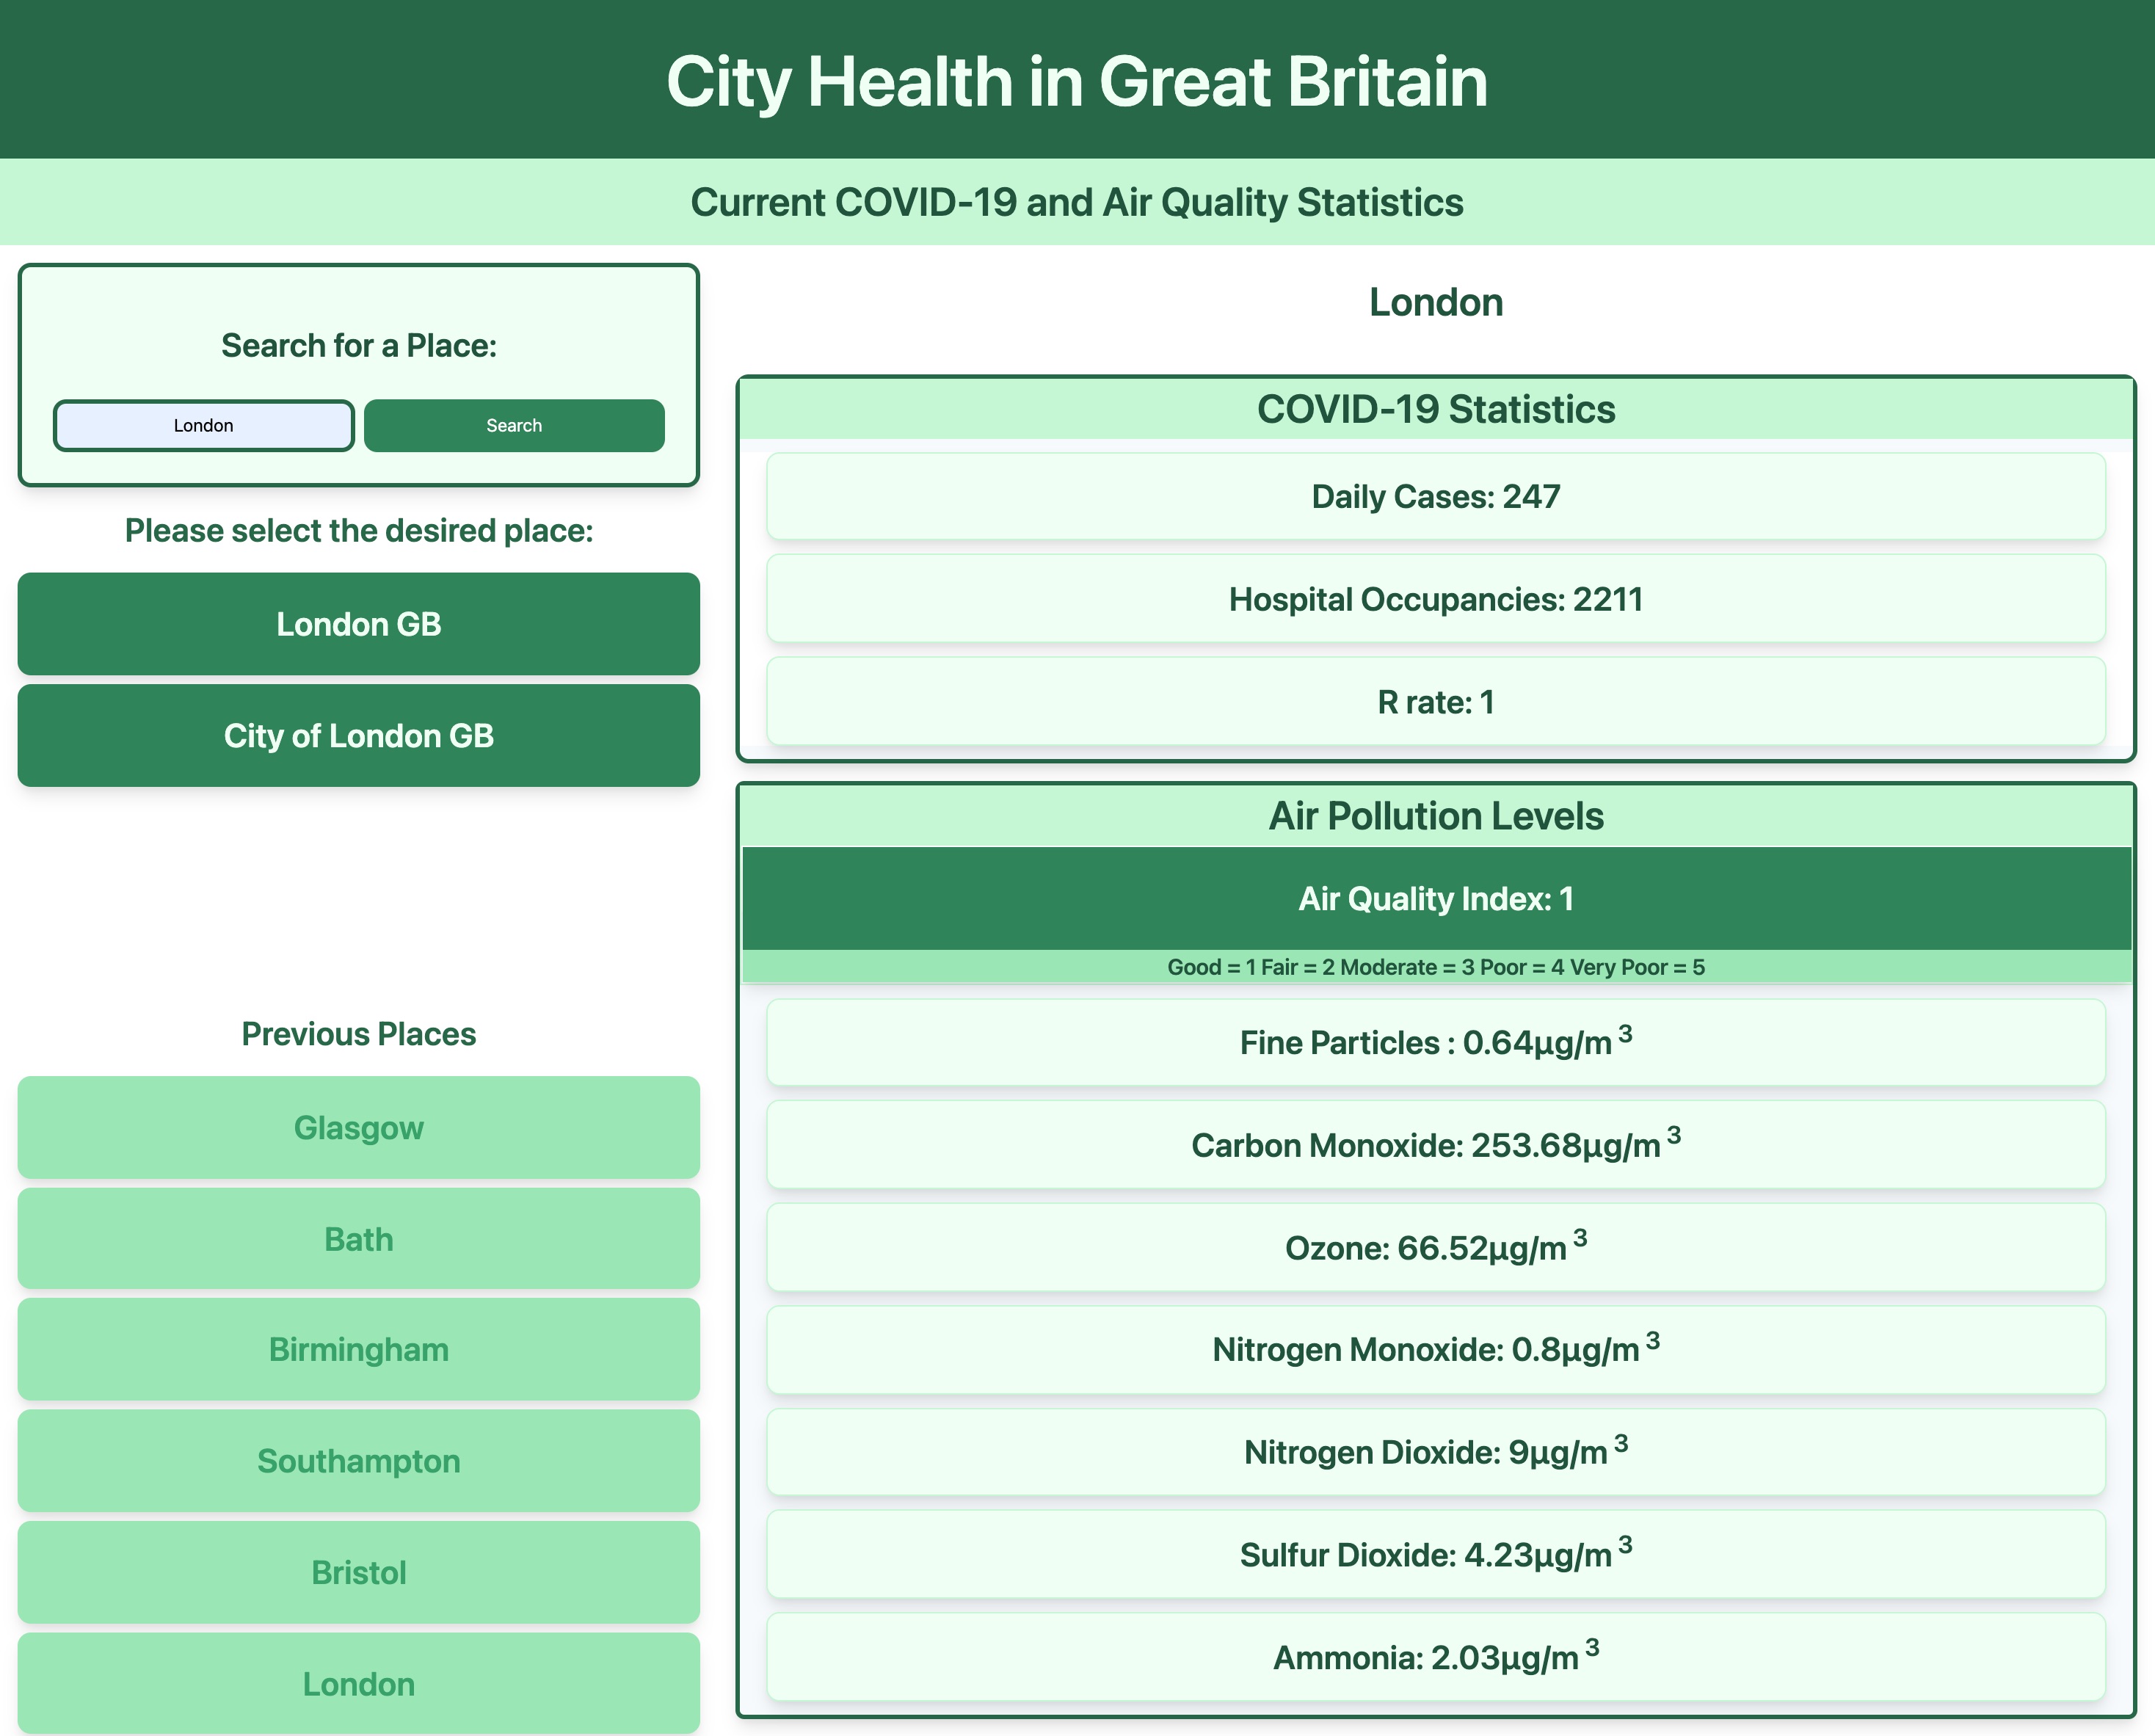 City Health in Great Britain
Current COVID-19 and Air Quality Statistics
Search for a Place:
London
Search
Please select the desired place:
London GB
City of London GB
Previous Places
Glasgow
Bath
Birmingham
Southampton
Bristol
London
London
COVID-19 Statistics
Daily Cases: 247
Hospital Occupancies: 2211
R rate: 1
Air Pollution Levels
Air Quality Index: 1
Good = 1 Fair = 2 Moderate = 3 Poor = 4 Very Poor = 5
Fine Particles : 0.64µg/m ³
Carbon Monoxide: 253.68µg/m ³
Ozone: 66.52µg/m ³
Nitrogen Monoxide: 0.8µg/m ³
Nitrogen Dioxide: 9µg/m ³
Sulfur Dioxide: 4.23µg/m ³
Ammonia: 2.03µg/m ³